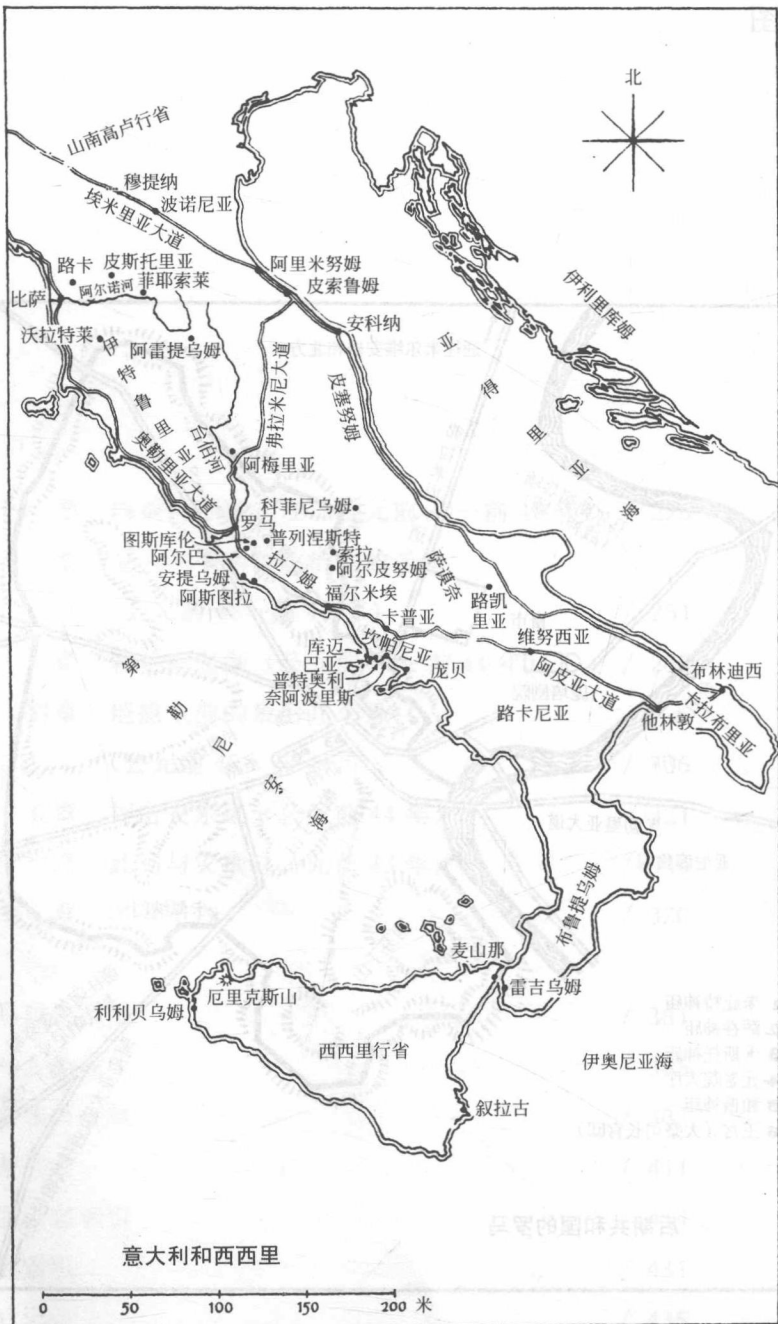 北
山南高卢行省
穆提纳
埃米里亚大道
波诺尼亚
路卡
皮斯托里亚
阿里米努姆
比萨
阿尔诺河
菲耶索莱
皮索鲁姆
伊利里库姆
沃拉特莱
阿雷提乌姆
安科纳
伊特鲁里亚
弗拉米尼大道
皮塞努姆
亚得里亚海
奥勒里亚大道
台伯河
阿梅里亚
科菲尼乌姆
罗马
图斯库伦
普列涅斯特
阿尔巴
索拉
拉丁姆
阿尔皮努姆
安提乌姆
阿斯图拉
福尔米埃
萨谟奈
路凯里亚
卡普亚
库迈
坎帕尼亚
维努西亚
巴亚
普特奥利
庞贝
阿皮亚大道
布林迪西
奈阿波里斯
路卡尼亚
他林敦
卡拉布里亚
第勒尼安海
布鲁提乌姆
麦山那
雷吉乌姆
厄里克斯山
利利贝乌姆
西西里行省
伊奥尼亚海
叙拉古
意大利和西西里
0 50 100 150 200 米
后期共和国的罗马